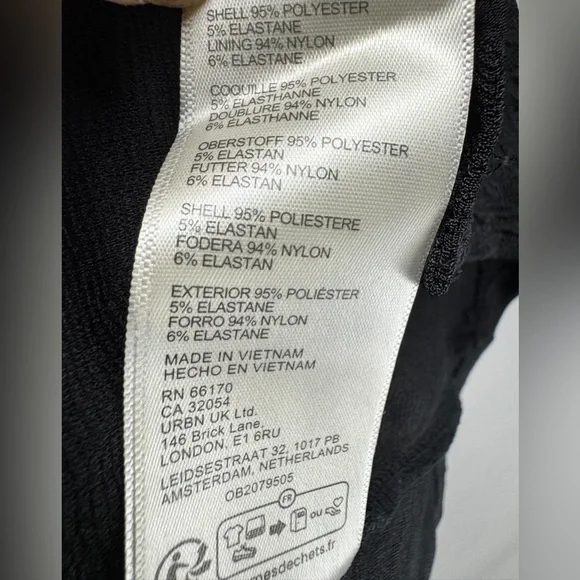 SHELL 95% POLYESTER
5% ELASTANE
LINING 94% NYLON
6% ELASTANE
COQUILLE 95% POLYESTER
5% ELASTHANNE
DOUBLURE 94% NYLON
6% ELASTHANNE
OBERSTOFF 95% POLYESTER
5% ELASTAN
FUTTER 94% NYLON
6% ELASTAN
SHELL 95% POLIESTERE
5% ELASTAN
FODERA 94% NYLON
6% ELASTAN
EXTERIOR 95% POLIÉSTER
5% ELASTANE
FORRO 94% NYLON
6% ELASTANE
MADE IN VIETNAM
HECHO EN VIETNAM
RN 66170
CA 32054
URBN UK Ltd.
146 Brick Lane,
LONDON, E1 6RU
LEIDSESTRAAT 32, 1017 PB
AMSTERDAM, NETHERLANDS
OB2079505
FR
ou
mesdechets.fr